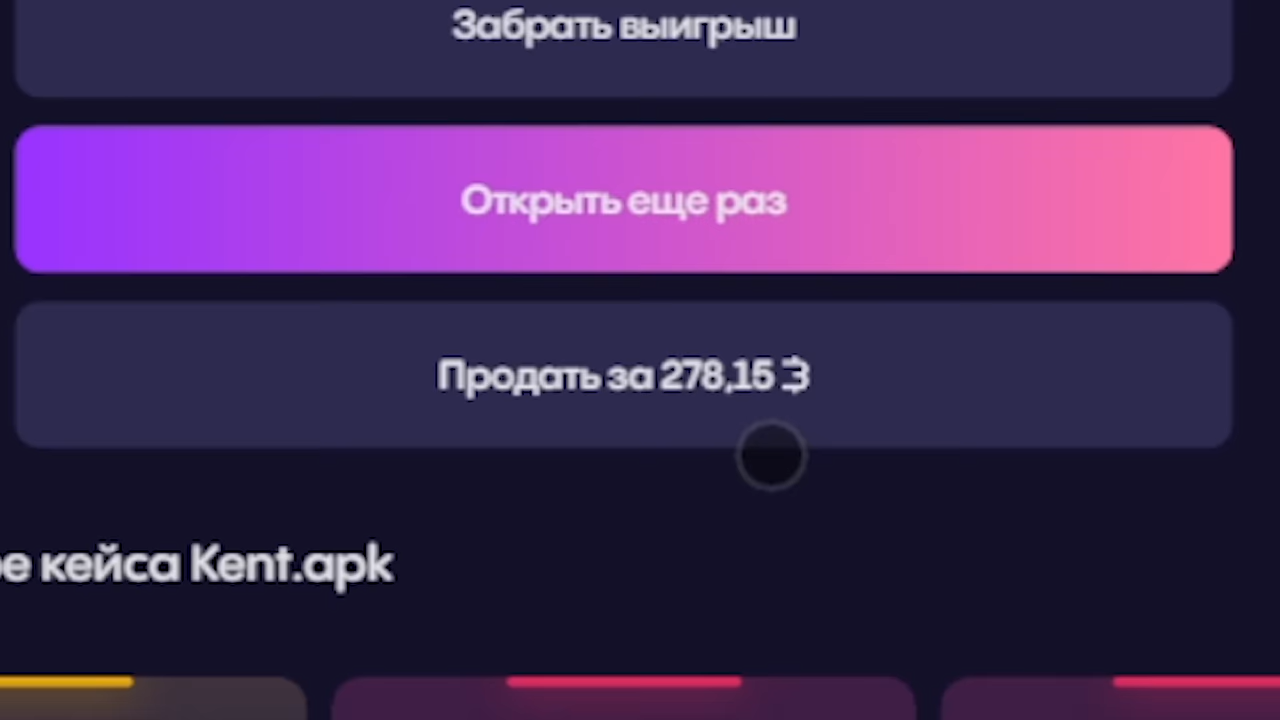 Забрать выигрыш
Открыть еще раз
Продать за 278,15
кейса Kent.apk